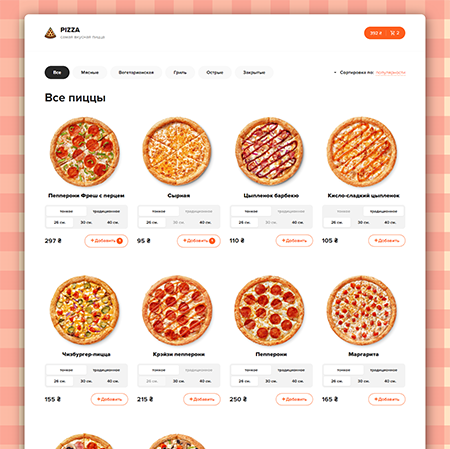 PIZZA
самая вкусная пицца
392 ₴ 2
Все Мясные Вегетарианская Гриль Острые Закрытые
Сортировка по: популярности
Все пиццы
Пепперони Фреш с перцем Сырная Цыпленок барбекю Кисло-сладкий цыпленок
тонкое традиционное тонкое традиционное тонкое традиционное тонкое традиционное
26 см. 30 см. 40 см. 26 см. 30 см. 40 см. 26 см. 30 см. 40 см. 26 см. 30 см. 40 см.
297 ₴ + Добавить 1 95 ₴ + Добавить 1 110 ₴ + Добавить 105 ₴ + Добавить
Чизбургер-пицца Крэйзи пепперони Пепперони Маргарита
тонкое традиционное тонкое традиционное тонкое традиционное тонкое традиционное
26 см. 30 см. 40 см. 26 см. 30 см. 40 см. 26 см. 30 см. 40 см. 26 см. 30 см. 40 см.
155 ₴ + Добавить 215 ₴ + Добавить 250 ₴ + Добавить 165 ₴ + Добавить